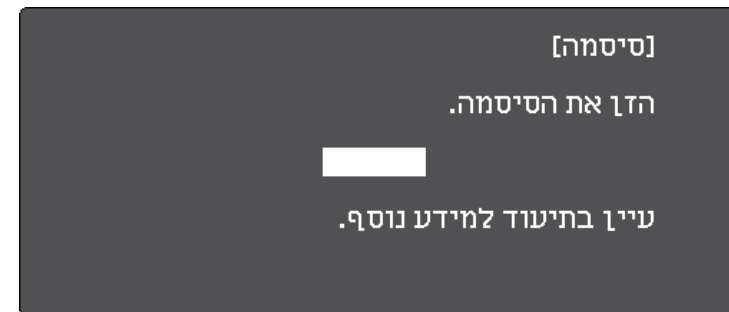 [סיסמה]
הזן את הסיסמה.
עיין בתיעוד למידע נוסף.